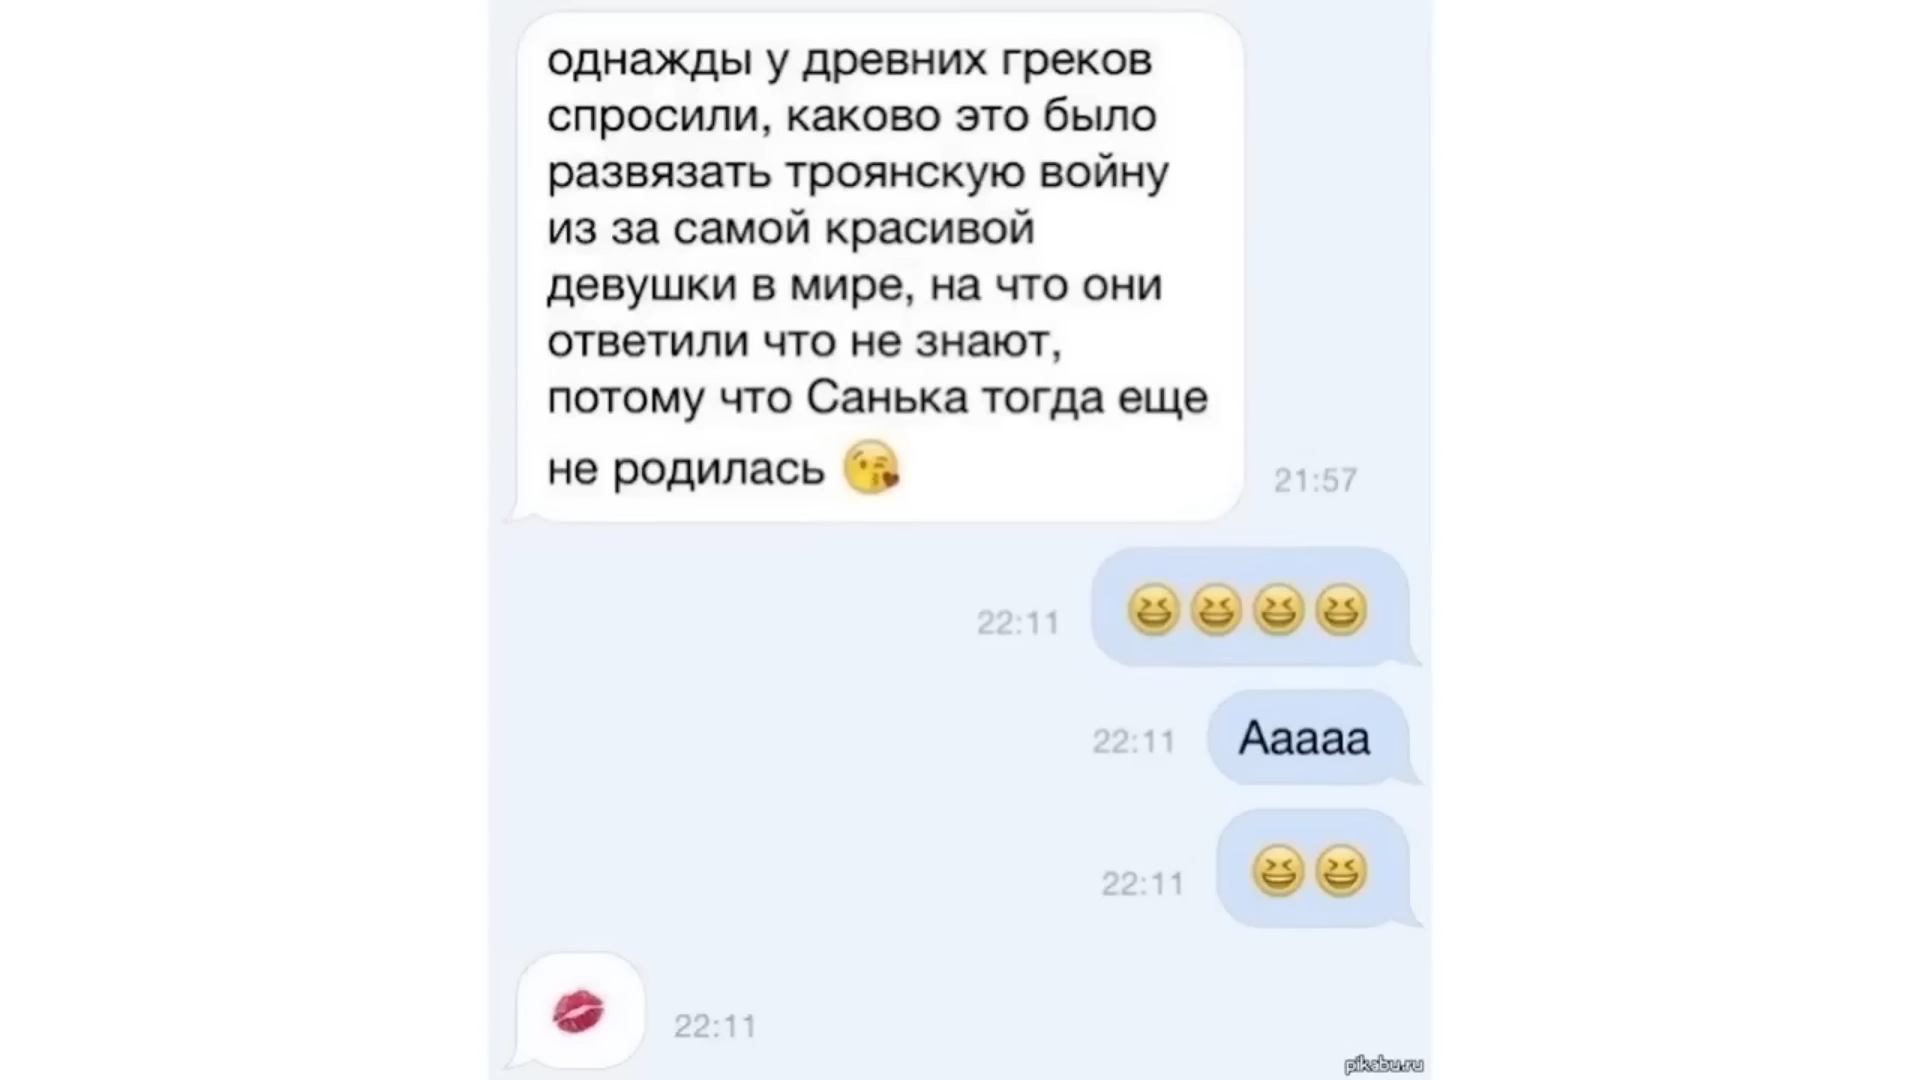 однажды у древних греков
спросили, каково это было
развязать троянскую войну
из за самой красивой
девушки в мире, на что они
ответили что не знают,
потому что Санька тогда еще
не родилась 😘
21:57
22:11
😆😆😆😆
22:11
Ааааа
22:11
😆😆
💋
22:11
pikabu.ru